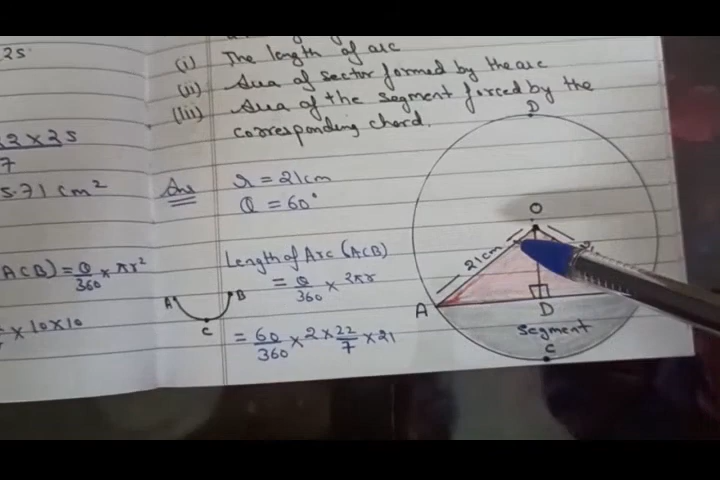 25.
22 × 25
7
5.71 cm²
ACB) = θ/360 × πr²
× 10 × 10
(i) The length of arc
(ii) Area of sector formed by the arc
(iii) Area of the segment forced by the
corresponding chord.
Ans r = 21cm
θ = 60°
Length of Arc (ACB)
= θ/360 × 2πr
A B
C
= 60/360 × 2 × 22/7 × 21
D
O
21cm
A
D
segment
C